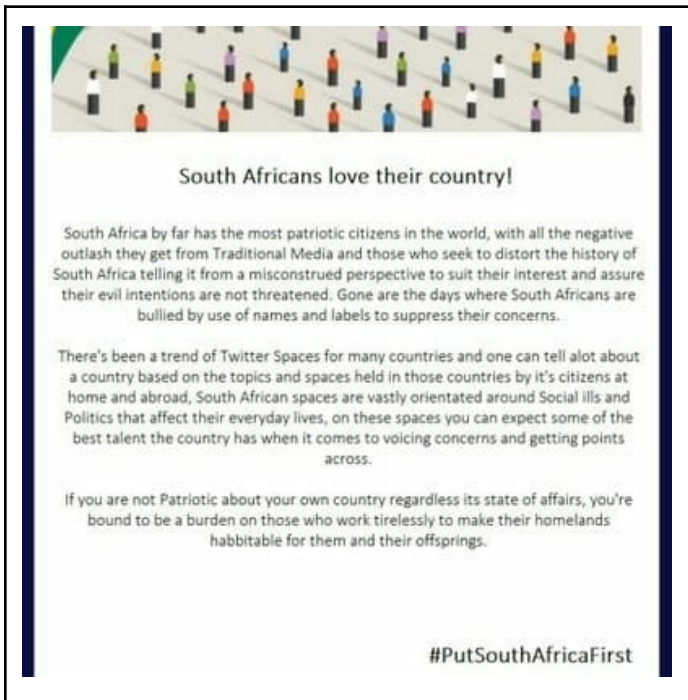 South Africans love their country!
South Africa by far has the most patriotic citizens in the world, with all the negative
outlash they get from Traditional Media and those who seek to distort the history of
South Africa telling it from a misconstrued perspective to suit their interest and assure
their evil intentions are not threatened. Gone are the days where South Africans are
bullied by use of names and labels to suppress their concerns.
There's been a trend of Twitter Spaces for many countries and one can tell alot about
a country based on the topics and spaces held in those countries by it's citizens at
home and abroad, South African spaces are vastly orientated around Social ills and
Politics that affect their everyday lives, on these spaces you can expect some of the
best talent the country has when it comes to voicing concerns and getting points
across.
If you are not Patriotic about your own country regardless its state of affairs, you're
bound to be a burden on those who work tirelessly to make their homelands
habbitable for them and their offsprings.
#PutSouthAfricaFirst